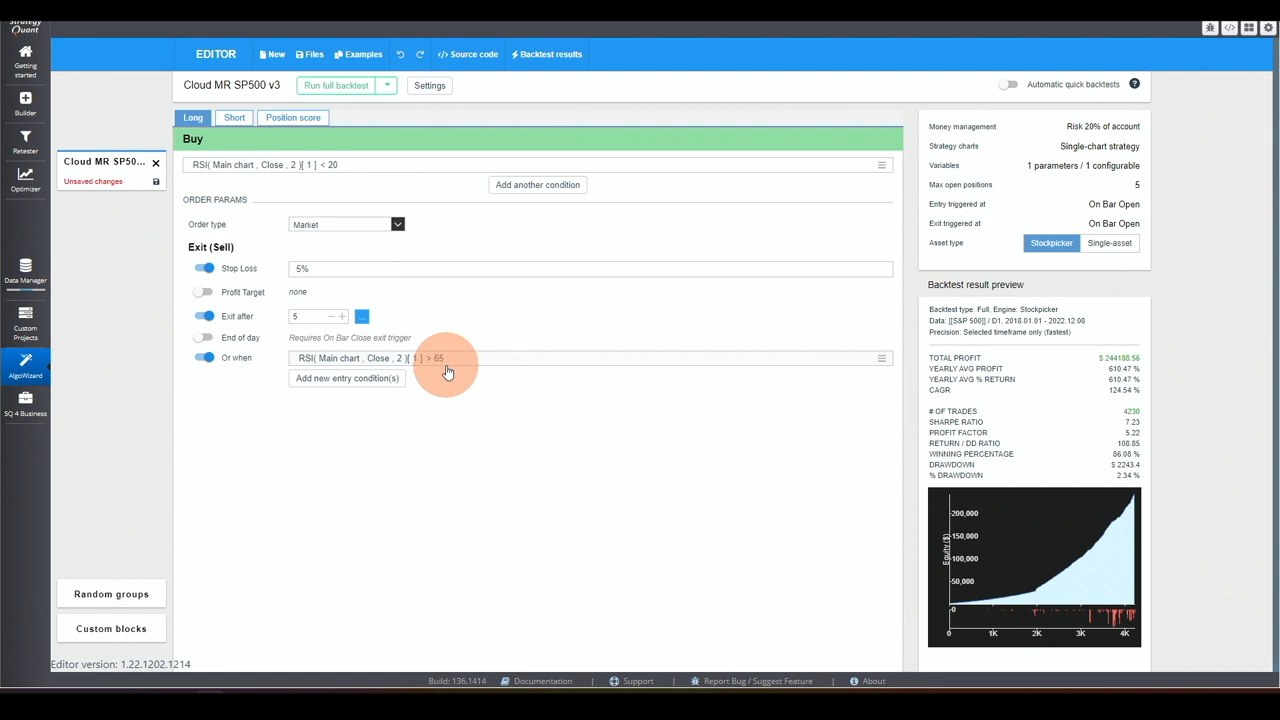 Strategy
Quant
EDITOR
New
Files
Examples
Source code
Backtest results
Getting
started
Builder
Retester
Optimizer
Data Manager
Custom
Projects
AlgoWizard
SQ 4 Business
Cloud MR SP50...
Unsaved changes
Random groups
Custom blocks
Editor version: 1.22.1202.1214
Cloud MR SP500 v3
Run full backtest
Settings
Automatic quick backtests
Long
Short
Position score
Buy
RSI( Main chart , Close , 2 )[ 1 ] < 20
Add another condition
ORDER PARAMS
Order type
Market
Exit (Sell)
Stop Loss
5%
Profit Target
none
Exit after
5
...
End of day
Requires On Bar Close exit trigger
Or when
RSI( Main chart , Close , 2 )[ 1 ] > 65
Add new entry condition(s)
Money management Risk 20% of account
Strategy charts Single-chart strategy
Variables 1 parameters / 1 configurable
Max open positions 5
Entry triggered at On Bar Open
Exit triggered at On Bar Open
Asset type Stockpicker Single-asset
Backtest result preview
Backtest type: Full, Engine: Stockpicker
Data: [[S&P 500]] / D1, 2018.01.01 - 2022.12.08
Precision: Selected timeframe only (fastest)
TOTAL PROFIT $ 244188.56
YEARLY AVG PROFIT 610.47 %
YEARLY AVG % RETURN 610.47 %
CAGR 124.54 %
# OF TRADES 4230
SHARPE RATIO 7.23
PROFIT FACTOR 5.22
RETURN / DD RATIO 108.85
WINNING PERCENTAGE 86.08 %
DRAWDOWN $ 2243.4
% DRAWDOWN 2.34 %
Equity ($)
200,000
150,000
100,000
50,000
0
0 1K 2K 3K 4K
Build: 136.1414
Documentation
|
Support
|
Report Bug / Suggest Feature
|
About